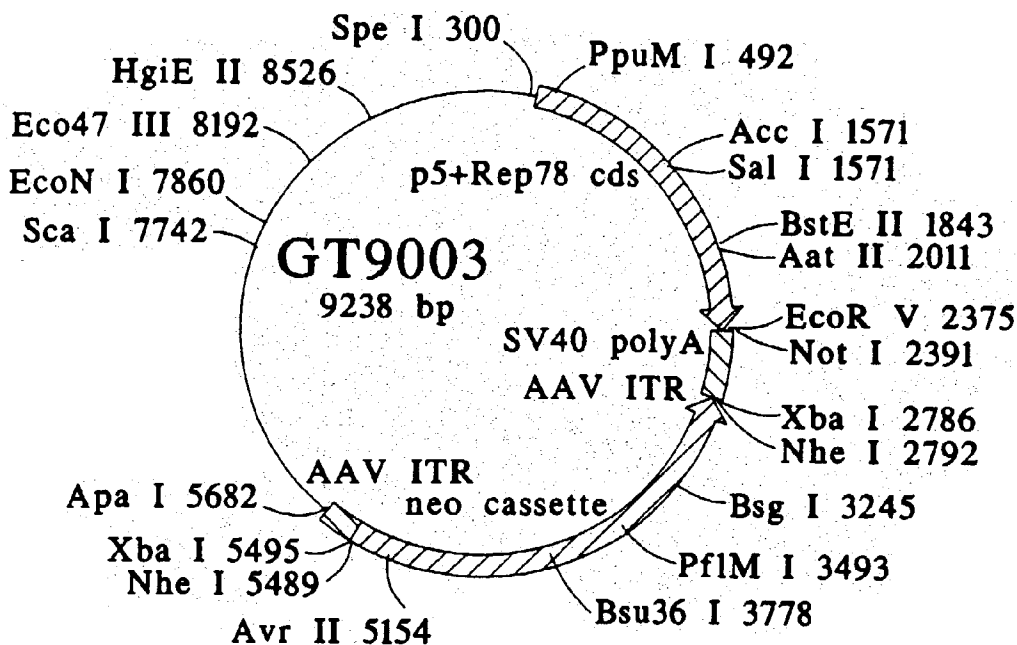 Spe I 300
PpuM I 492
HgiE II 8526
Eco47 III 8192
Acc I 1571
Sal I 1571
p5+Rep78 cds
EcoN I 7860
Sca I 7742
BstE II 1843
Aat II 2011
GT9003
9238 bp
EcoR V 2375
SV40 polyA
Not I 2391
AAV ITR
Xba I 2786
Nhe I 2792
AAV ITR
neo cassette
Apa I 5682
Bsg I 3245
Xba I 5495
Nhe I 5489
PflM I 3493
Bsu36 I 3778
Avr II 5154